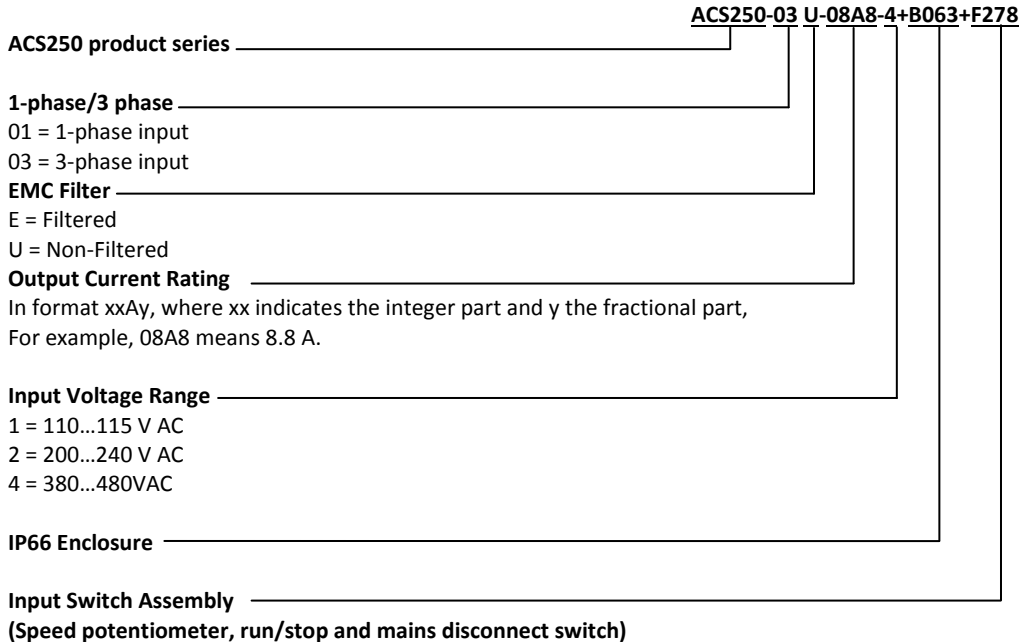 ACS250-03 U-08A8-4+B063+F278
ACS250 product series
1-phase/3 phase
01 = 1-phase input
03 = 3-phase input
EMC Filter
E = Filtered
U = Non-Filtered
Output Current Rating
In format xxAy, where xx indicates the integer part and y the fractional part,
For example, 08A8 means 8.8 A.
Input Voltage Range
1 = 110…115 V AC
2 = 200…240 V AC
4 = 380…480VAC
IP66 Enclosure
Input Switch Assembly
(Speed potentiometer, run/stop and mains disconnect switch)